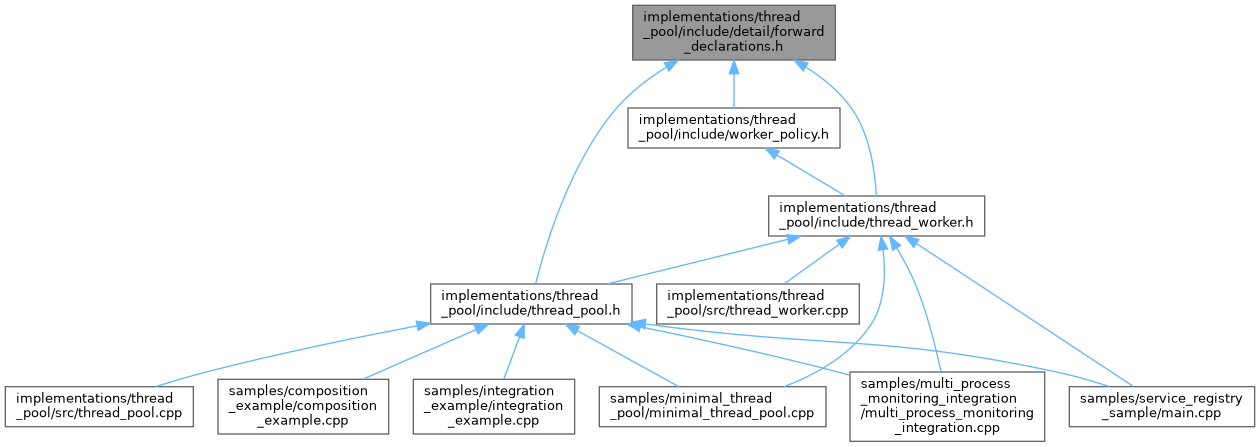 implementations/thread
_pool/include/detail/forward
_declarations.h
implementations/thread
_pool/include/worker_policy.h
implementations/thread
_pool/include/thread_worker.h
implementations/thread
_pool/include/thread_pool.h
implementations/thread
_pool/src/thread_worker.cpp
implementations/thread
_pool/src/thread_pool.cpp
samples/composition
_example/composition
_example.cpp
samples/integration
_example/integration
_example.cpp
samples/minimal_thread
_pool/minimal_thread_pool.cpp
samples/multi_process
_monitoring_integration
/multi_process_monitoring
_integration.cpp
samples/service_registry
_sample/main.cpp